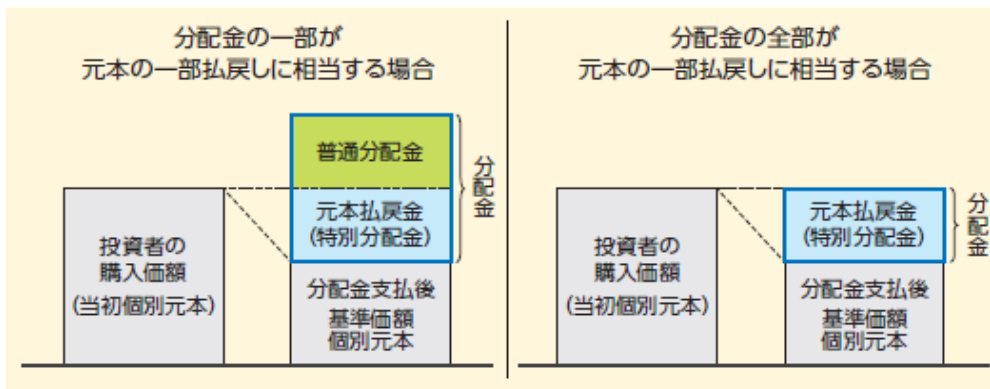 分配金の一部が
元本の一部払戻しに相当する場合
普通分配金
元本払戻金
(特別分配金)
分配金
投資者の
購入価額
(当初個別元本)
分配金支払後
基準価額
個別元本
分配金の全部が
元本の一部払戻しに相当する場合
元本払戻金
(特別分配金)
分配金
投資者の
購入価額
(当初個別元本)
分配金支払後
基準価額
個別元本